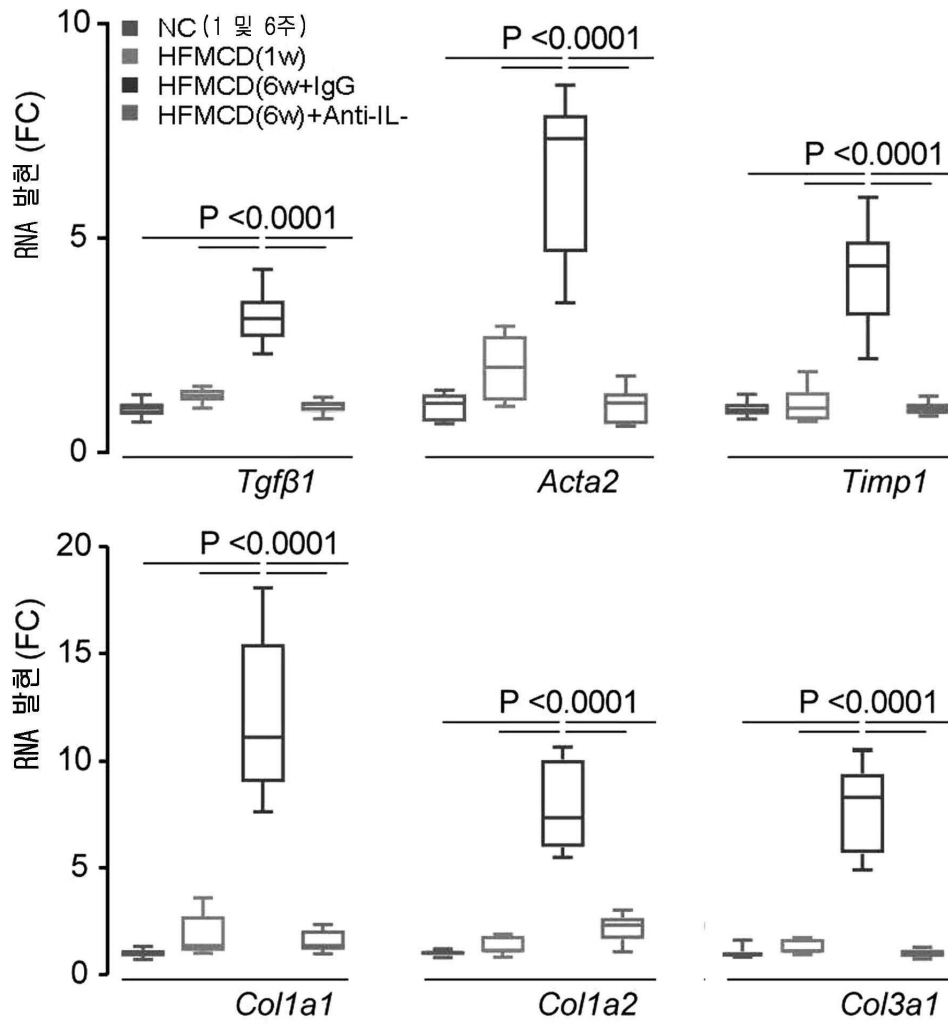 10
NC (1 및 6주)
HFMCD(1w)
HFMCD(6w+IgG
HFMCD(6w)+Anti-IL-
P <0.0001
P <0.0001
P <0.0001
RNA 발현 (FC)
5
0
Tgfβ1
Acta2
Timp1
20
P <0.0001
15
RNA 발현 (FC)
P <0.0001
P <0.0001
10
5
0
Col1a1
Col1a2
Col3a1